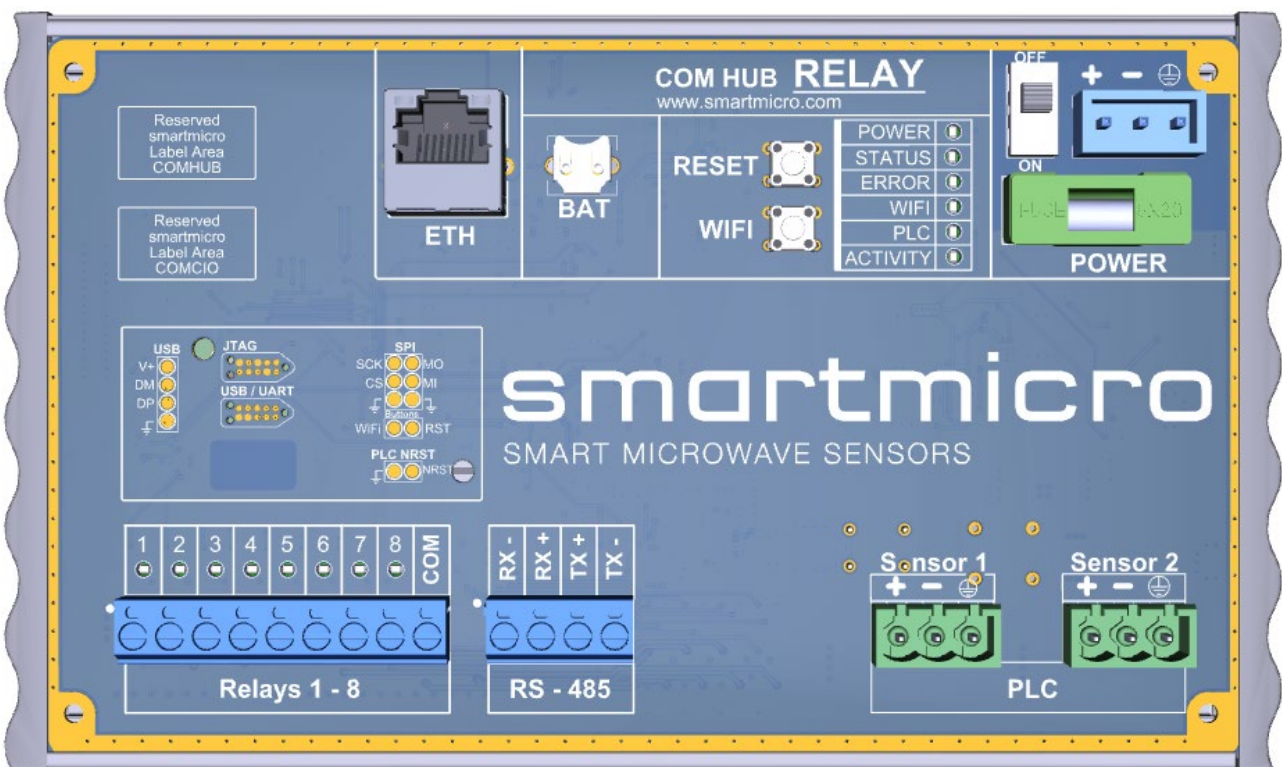 COM HUB RELAY
www.smartmicro.com
OFF
ON
+ -
FUSE 5X20
POWER
Reserved
smartmicro
Label Area
COMHUB
Reserved
smartmicro
Label Area
COMCIO
ETH
BAT
RESET
WIFI
POWER
STATUS
ERROR
WIFI
PLC
ACTIVITY
USB
V+
DM
DP
JTAG
USB / UART
SPI
SCK MO
CS MI
Buttons
WiFi RST
PLC NRST
NRST
smartmicro
SMART MICROWAVE SENSORS
1 2 3 4 5 6 7 8 COM
Relays 1 - 8
RX - RX + TX + TX -
RS - 485
Sensor 1
+ -
Sensor 2
+ -
PLC